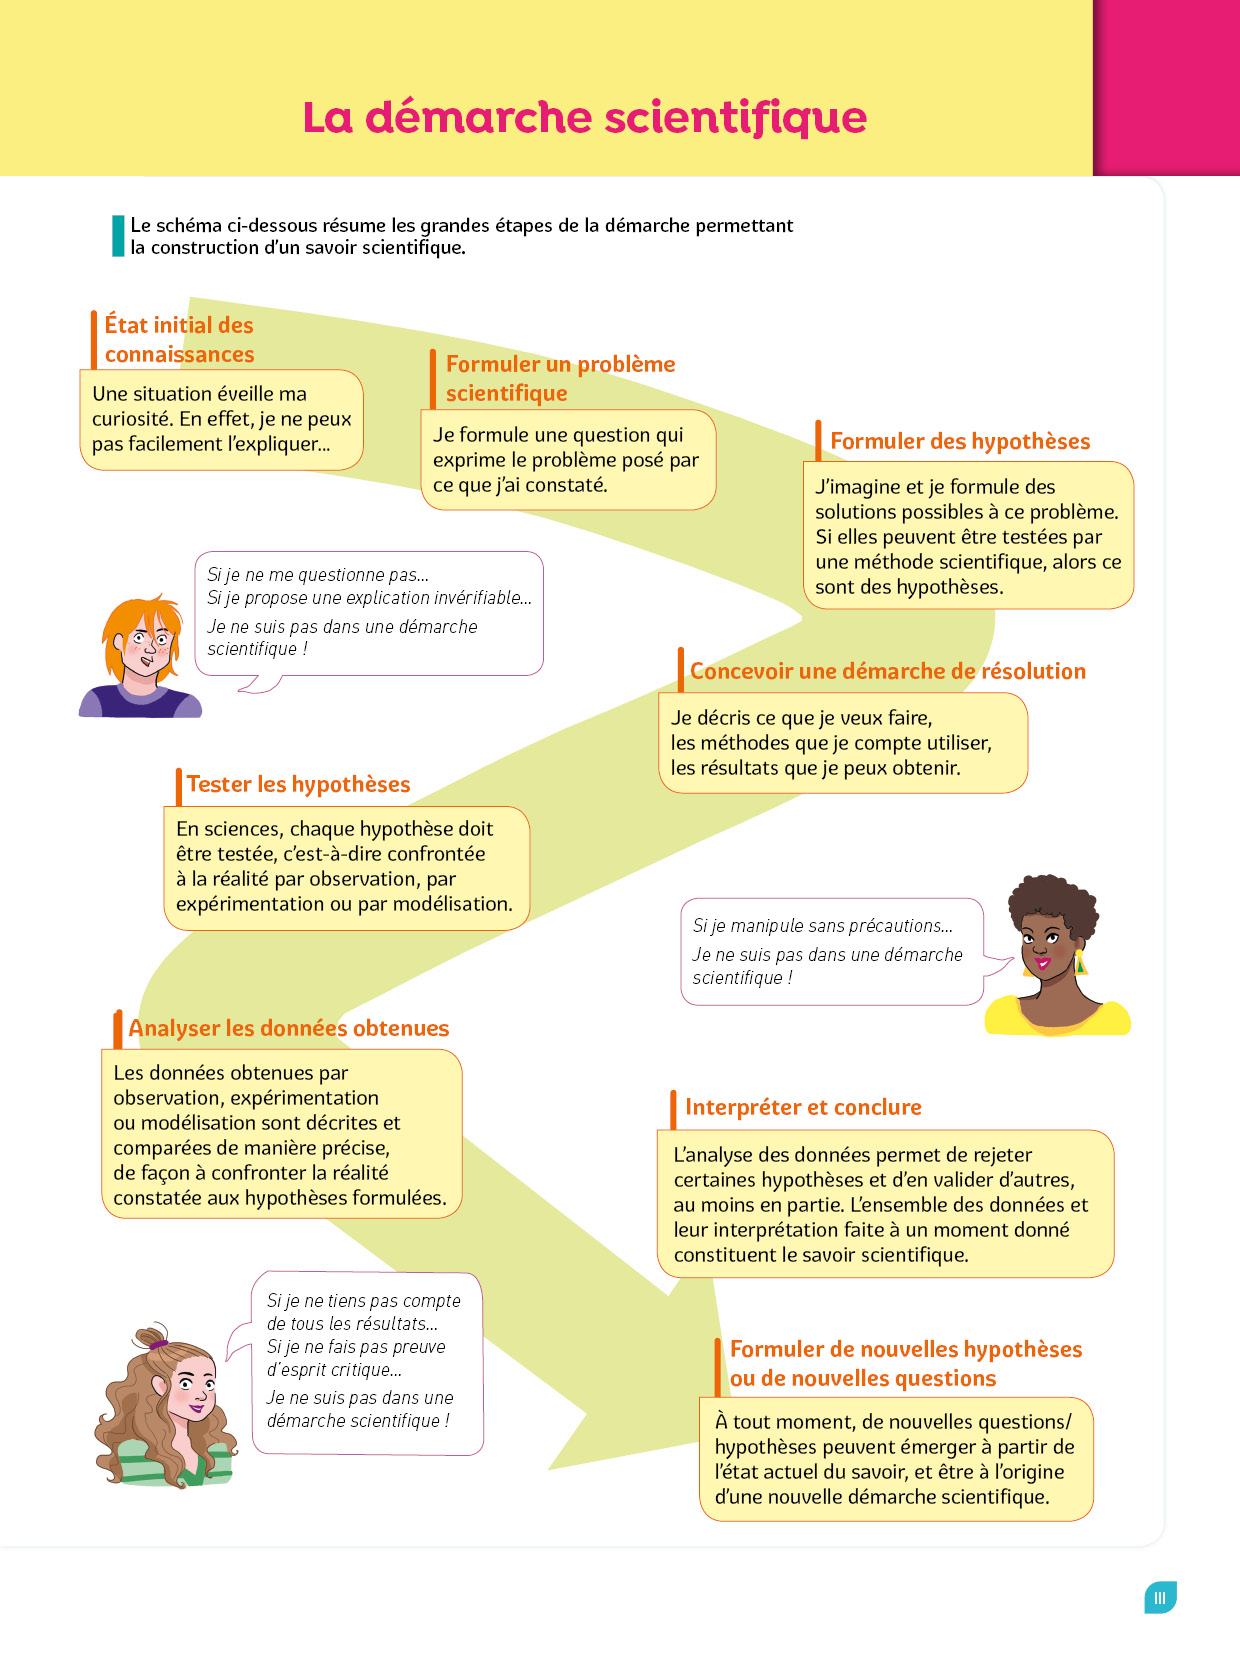 La démarche scientifique
Le schéma ci-dessous résume les grandes étapes de la démarche permettant
la construction d'un savoir scientifique.
État initial des
connaissances
Une situation éveille ma
curiosité. En effet, je ne peux
pas facilement l'expliquer...
Formuler un problème
scientifique
Je formule une question qui
exprime le problème posé par
ce que j'ai constaté.
Formuler des hypothèses
J'imagine et je formule des
solutions possibles à ce problème.
Si elles peuvent être testées par
une méthode scientifique, alors ce
sont des hypothèses.
Si je ne me questionne pas...
Si je propose une explication invérifiable...
Je ne suis pas dans une démarche
scientifique !
Concevoir une démarche de résolution
Je décris ce que je veux faire,
les méthodes que je compte utiliser,
les résultats que je peux obtenir.
Tester les hypothèses
En sciences, chaque hypothèse doit
être testée, c'est-à-dire confrontée
à la réalité par observation, par
expérimentation ou par modélisation.
Si je manipule sans précautions...
Je ne suis pas dans une démarche
scientifique !
Analyser les données obtenues
Les données obtenues par
observation, expérimentation
ou modélisation sont décrites et
comparées de manière précise,
de façon à confronter la réalité
constatée aux hypothèses formulées.
Interpréter et conclure
L'analyse des données permet de rejeter
certaines hypothèses et d'en valider d'autres,
au moins en partie. L'ensemble des données et
leur interprétation faite à un moment donné
constituent le savoir scientifique.
Si je ne tiens pas compte
de tous les résultats...
Si je ne fais pas preuve
d'esprit critique...
Je ne suis pas dans une
démarche scientifique !
Formuler de nouvelles hypothèses
ou de nouvelles questions
À tout moment, de nouvelles questions/
hypothèses peuvent émerger à partir de
l'état actuel du savoir, et être à l'origine
d'une nouvelle démarche scientifique.
III